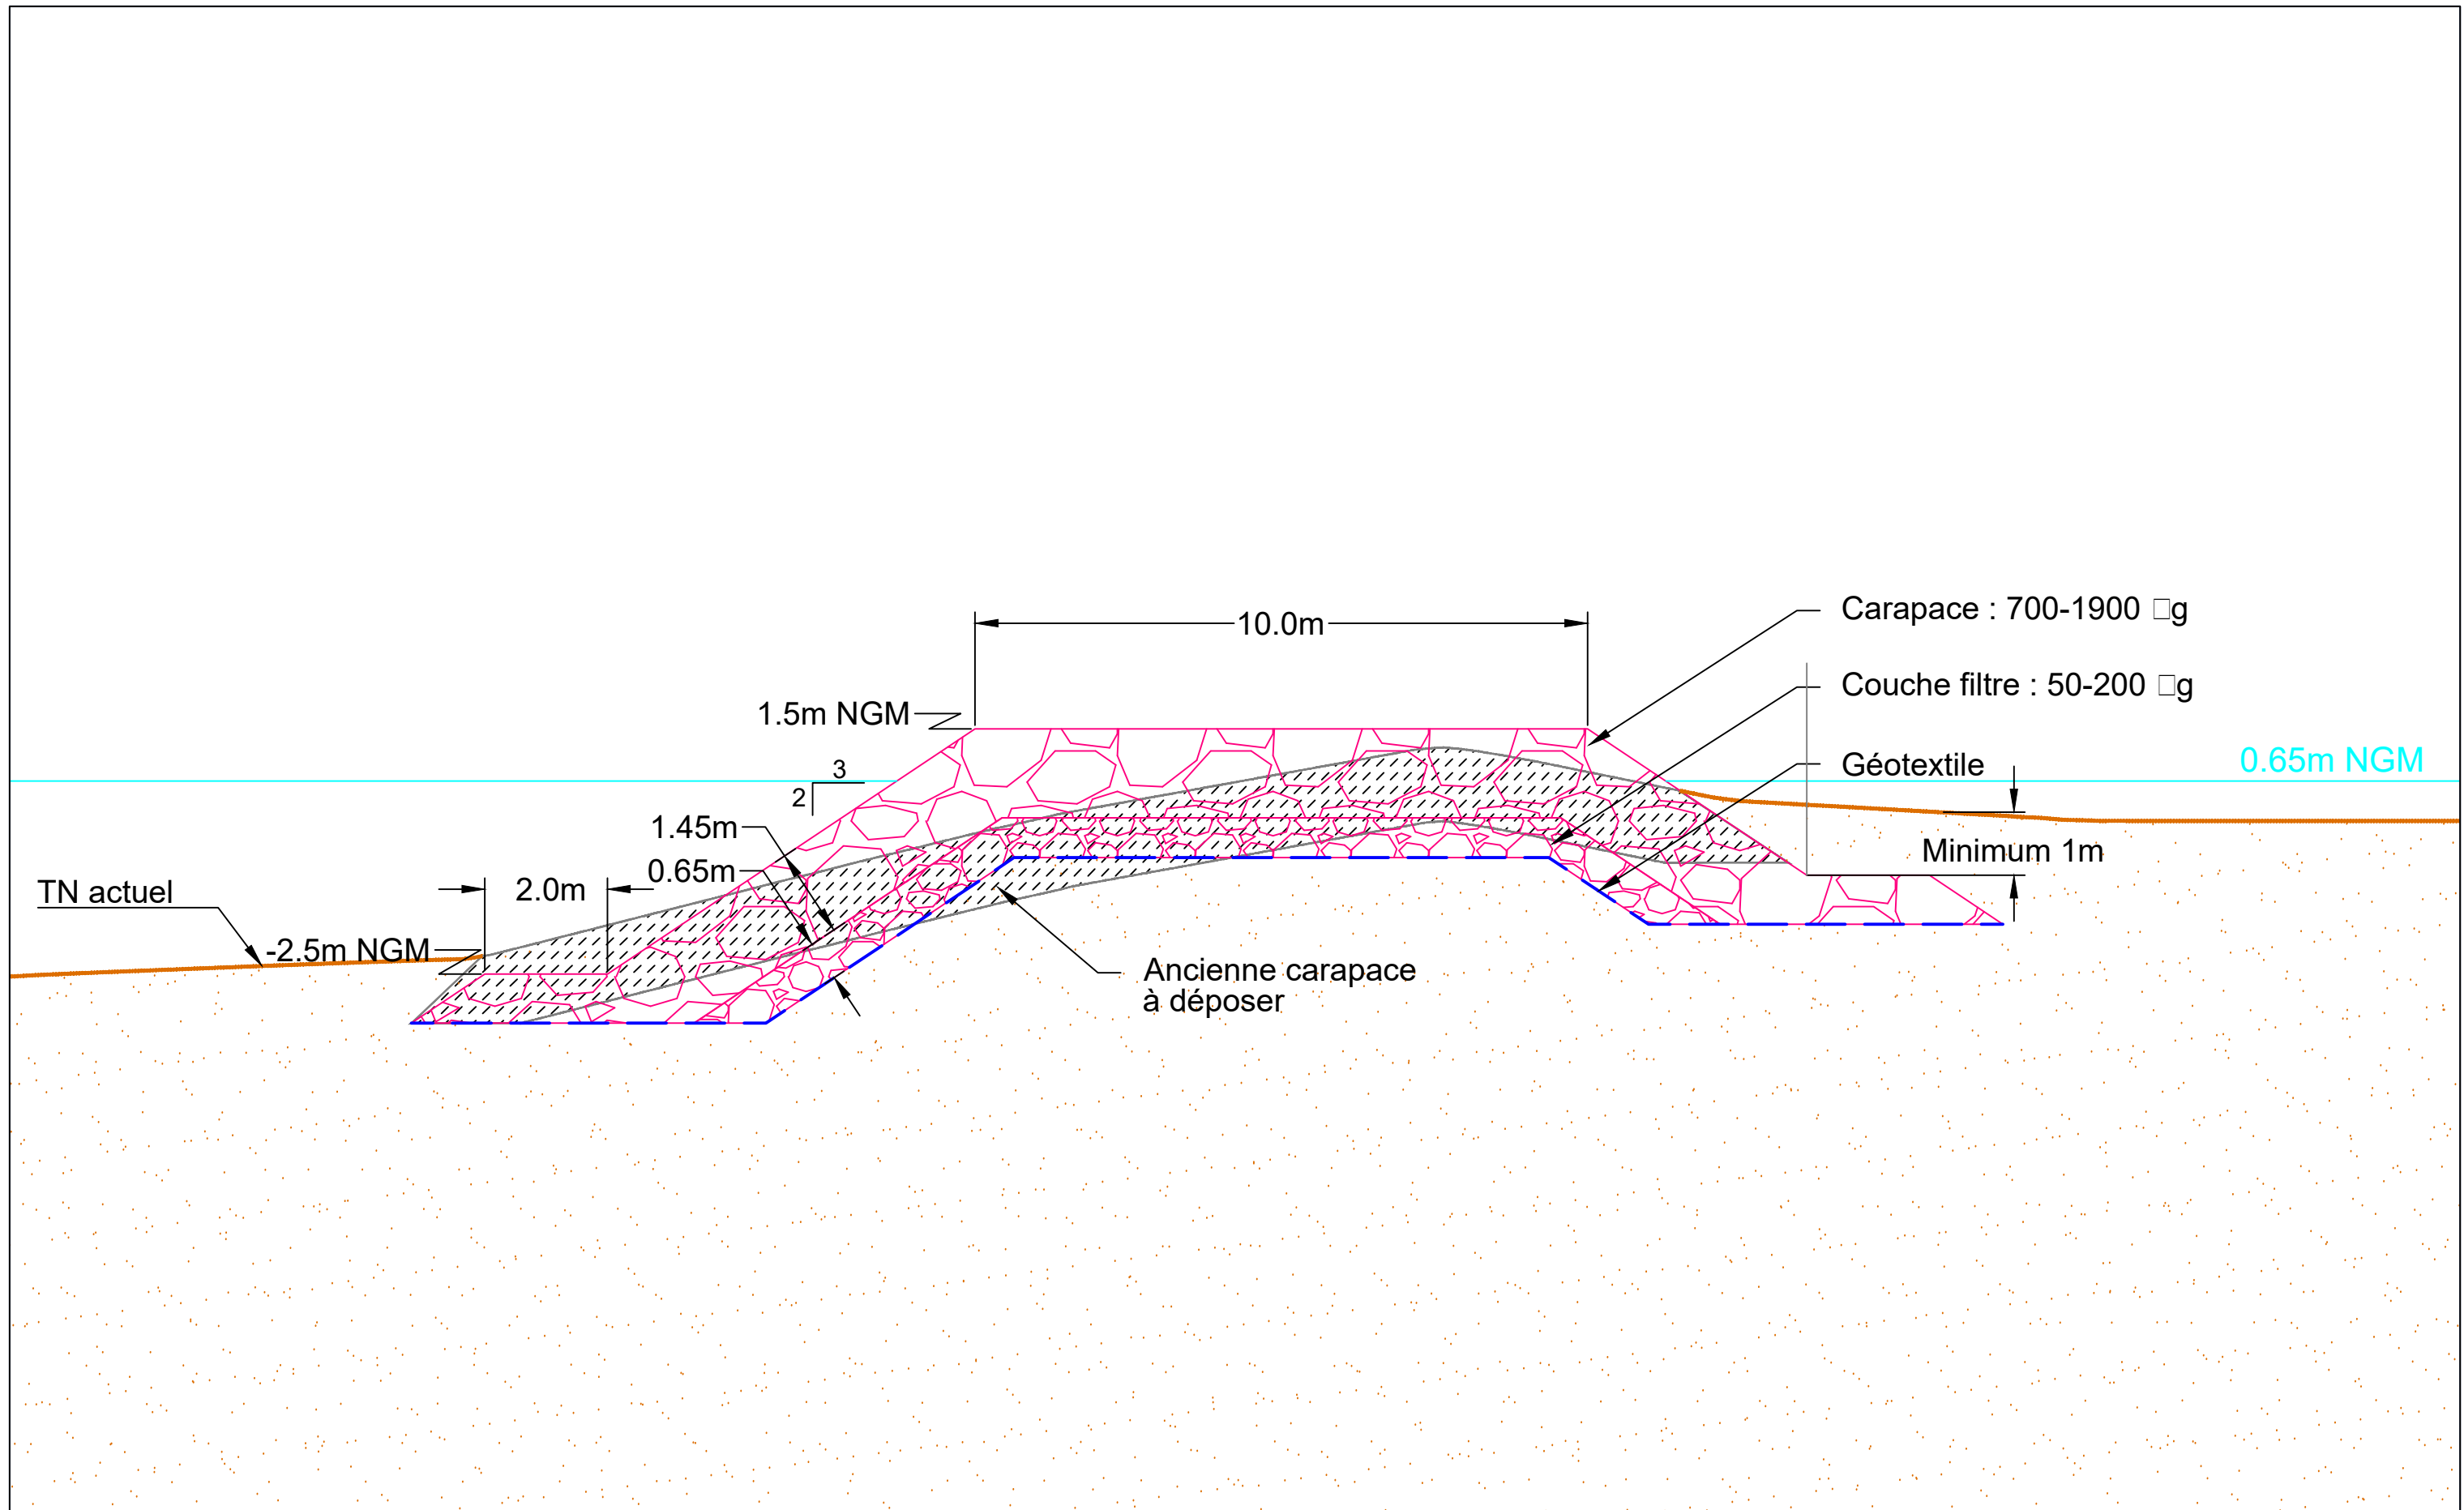 10.0m
Carapace : 700-1900 □g
Couche filtre : 50-200 □g
1.5m NGM
0.65m NGM
Géotextile
3
2
1.45m
0.65m
Minimum 1m
TN actuel
2.0m
-2.5m NGM
Ancienne carapace
à déposer